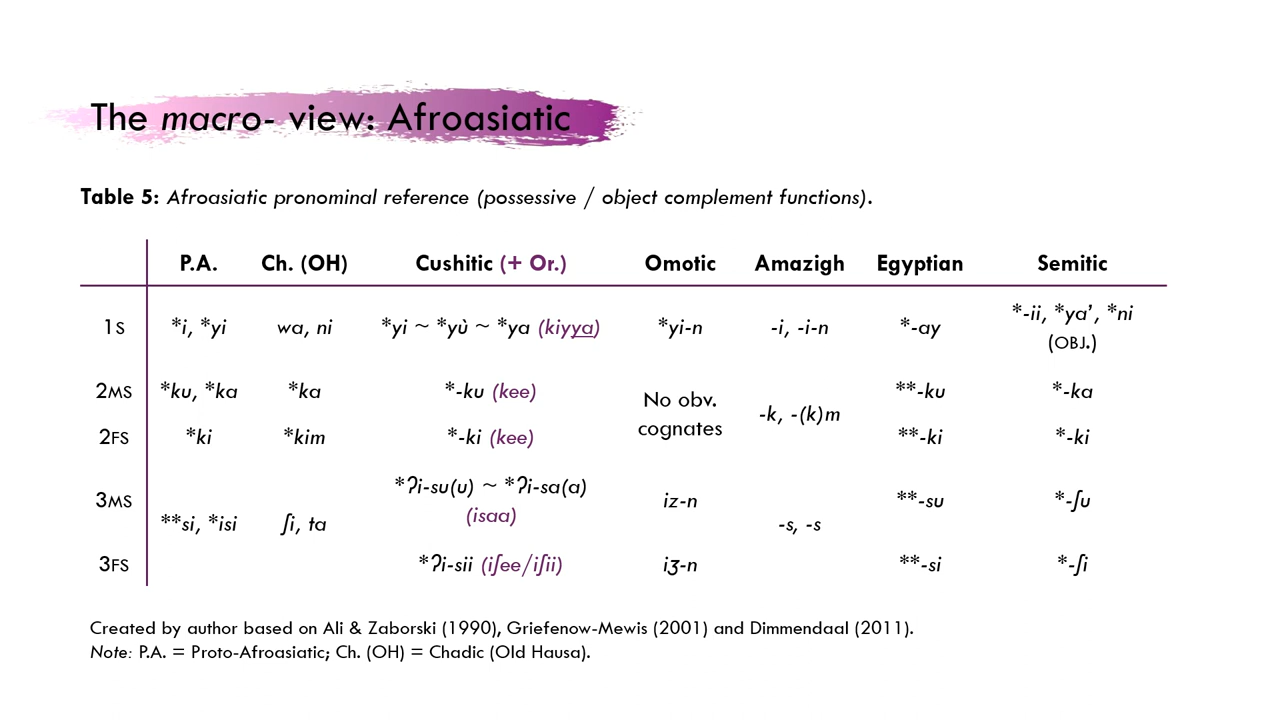 The macro- view: Afroasiatic
Table 5: Afroasiatic pronominal reference (possessive / object complement functions).
P.A. Ch. (OH) Cushitic (+ Or.) Omotic Amazigh Egyptian Semitic
1S *i, *yi wa, ni *yi ~ *yù ~ *ya (kiyya) *yi-n -i, -i-n *-ay *-ii, *ya’, *ni
(OBJ.)
2MS *ku, *ka *ka *-ku (kee) **-ku *-ka
No obv.
cognates
-k, -(k)m
2FS *ki *kim *-ki (kee) **-ki *-ki
3MS *ʔi-su(u) ~ *ʔi-sa(a) iz-n **-su *-ʃu
(isaa)
**si, *isi ʃi, ta -s, -s
3FS *ʔi-sii (iʃee/iʃii) iʒ-n **-si *-ʃi
Created by author based on Ali & Zaborski (1990), Griefenow-Mewis (2001) and Dimmendaal (2011).
Note: P.A. = Proto-Afroasiatic; Ch. (OH) = Chadic (Old Hausa).